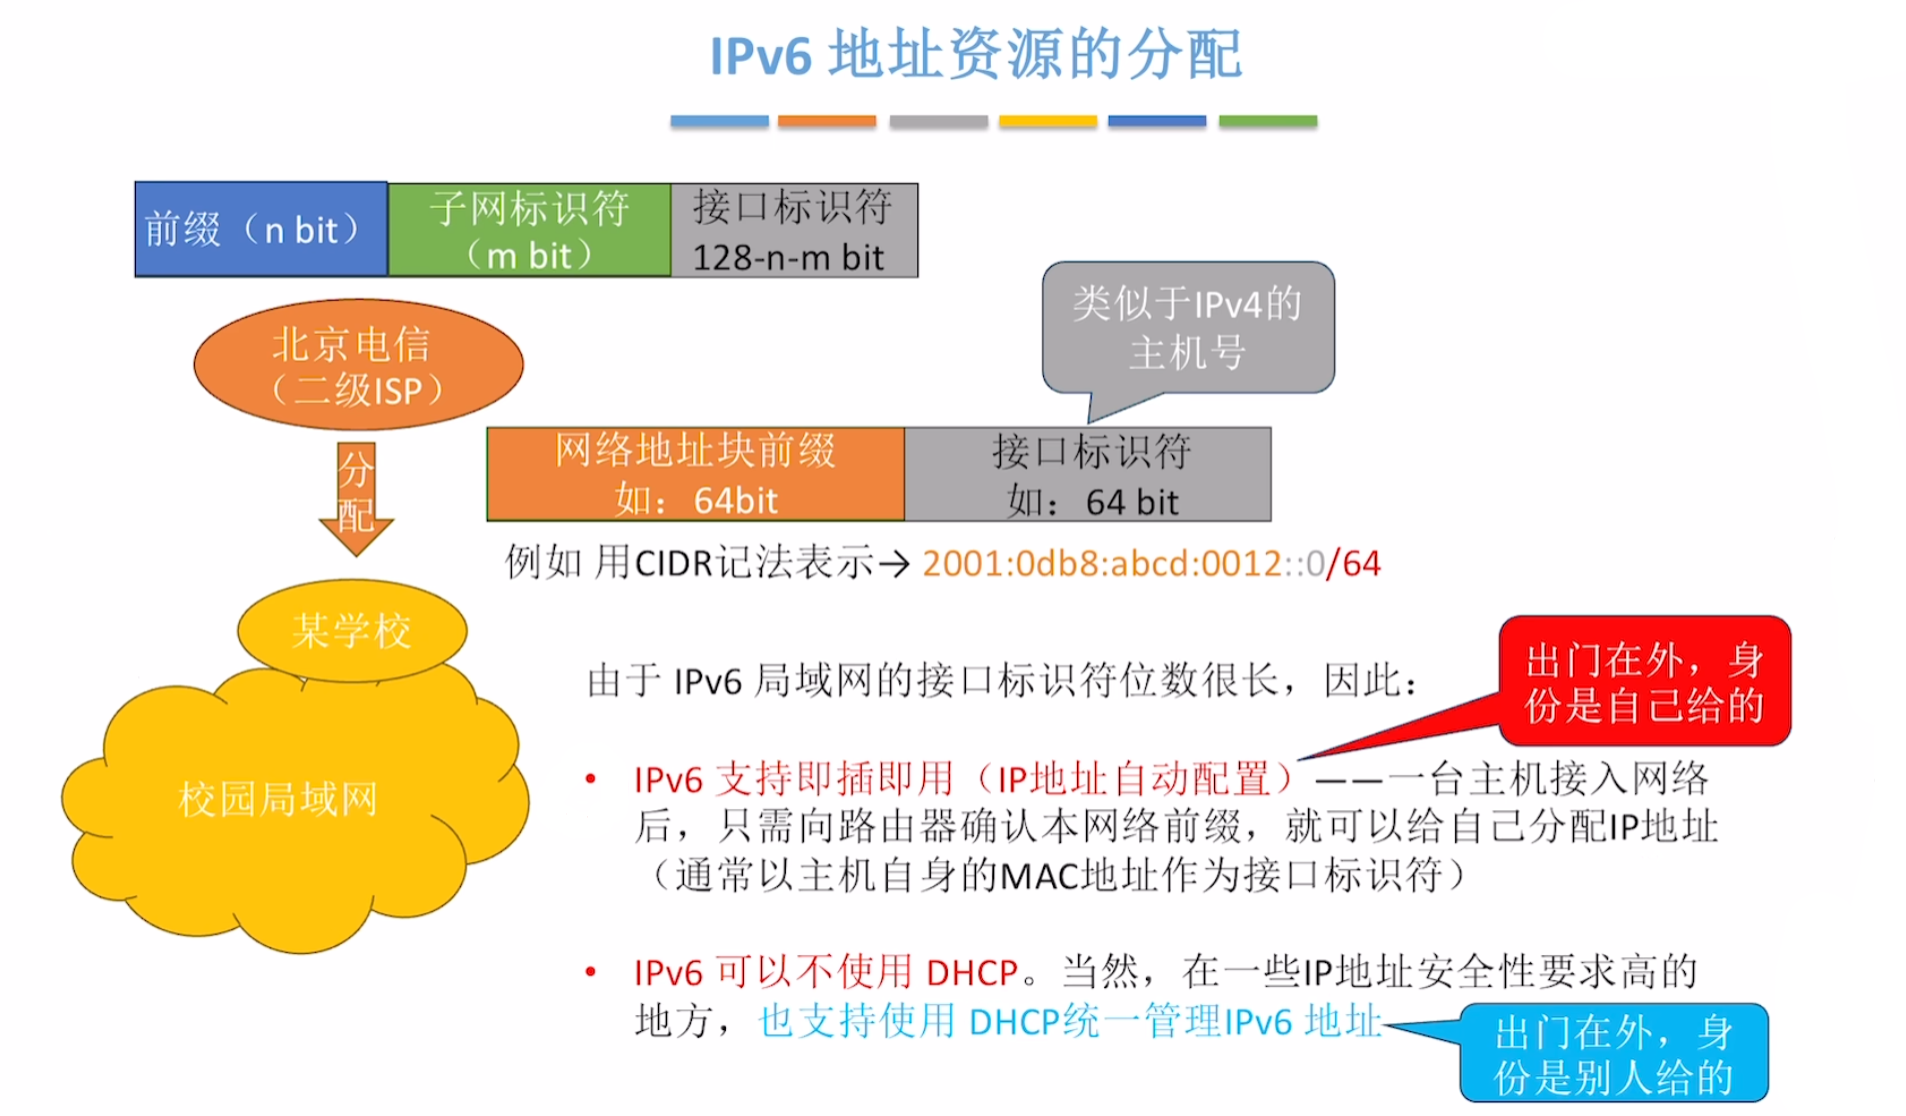 IPv6 地址资源的分配
前缀（n bit）
子网标识符
（m bit）
接口标识符
128-n-m bit
北京电信
（二级ISP）
类似于IPv4的
主机号
分
配
网络地址块前缀
如：64bit
接口标识符
如：64 bit
例如 用CIDR记法表示→ 2001:0db8:abcd:0012::0/64
某学校
校园局域网
由于 IPv6 局域网的接口标识符位数很长，因此：
出门在外，身
份是自己给的
• IPv6 支持即插即用（IP地址自动配置）——一台主机接入网络
后，只需向路由器确认本网络前缀，就可以给自己分配IP地址
（通常以主机自身的MAC地址作为接口标识符）
• IPv6 可以不使用 DHCP。当然，在一些IP地址安全性要求高的
地方，也支持使用 DHCP统一管理IPv6 地址
出门在外，身
份是别人给的